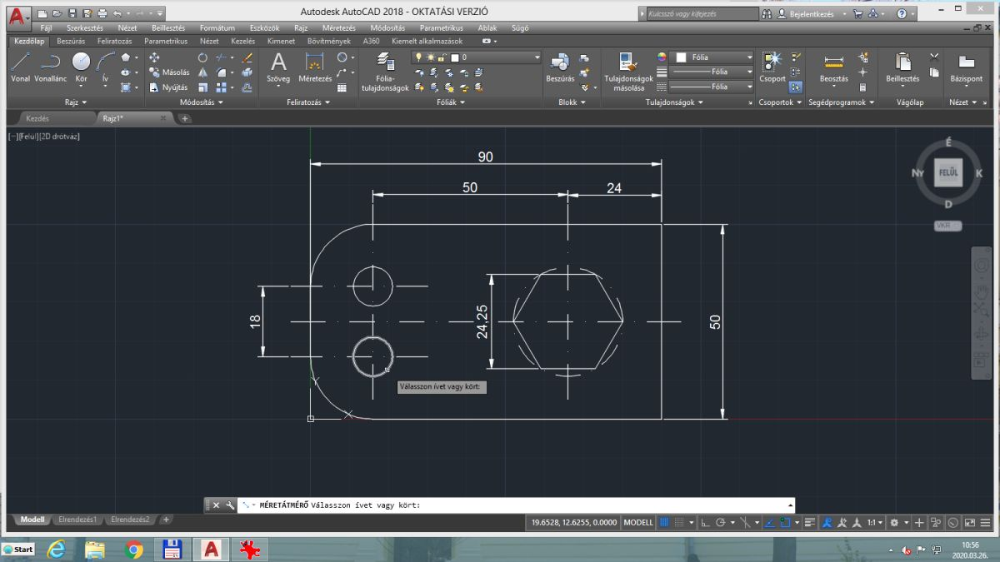 Autodesk AutoCAD 2018 - OKTATÁSI VERZIÓ
Kulcsszó vagy kifejezés
Bejelentkezés
Fájl Szerkesztés Nézet Beillesztés Formátum Eszközök Rajz Méretezés Módosítás Parametrikus Ablak Súgó
Kezdőlap Beszúrás Feliratozás Parametrikus Nézet Kezelés Kimenet Bővítmények A360 Kiemelt alkalmazások
Vonal Vonallánc Kör Ív
Másolás
Nyújtás
Szöveg Méretezés
Fólia-
tulajdonságok
0
Beszúrás
Tulajdonságok
másolása
Fólia
Fólia
Fólia
Csoport
Beosztás
Beillesztés
Bázispont
Rajz Módosítás Feliratozás Fóliák Blokk Tulajdonságok Csoportok Segédprogramok Vágólap Nézet
Kezdés Rajz1*
[−][Felül][2D drótváz]
É
Ny FELÜL K
D
VKR
90
50
24
18
24,25
50
Válasszon ívet vagy kört:
Y
X
MÉRETÁTMÉRŐ Válasszon ívet vagy kört:
Modell Elrendezés1 Elrendezés2
19.6528, 12.6255, 0.0000 MODELL
1:1
Start
10:56
2020.03.26.